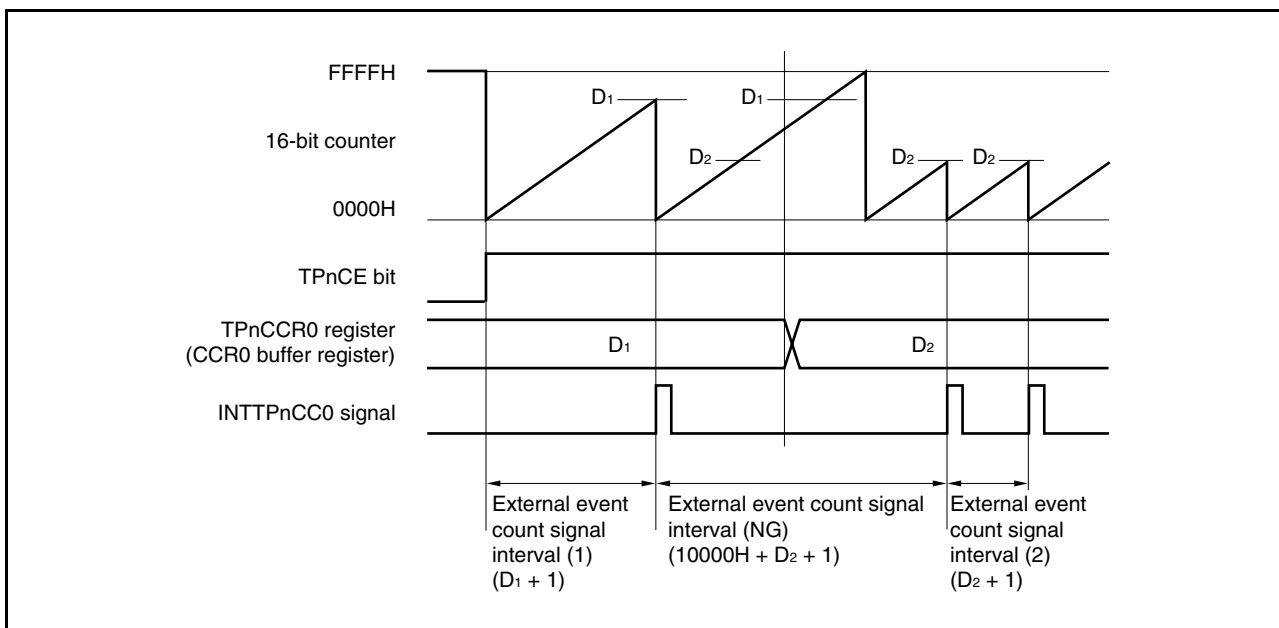 FFFFH
D1
D1
16-bit counter
D2
D2
D2
0000H
TPnCE bit
TPnCCR0 register
(CCR0 buffer register)
D1
D2
INTTPnCC0 signal
External event
count signal
interval (1)
(D1 + 1)
External event count signal
interval (NG)
(10000H + D2 + 1)
External event
count signal
interval (2)
(D2 + 1)